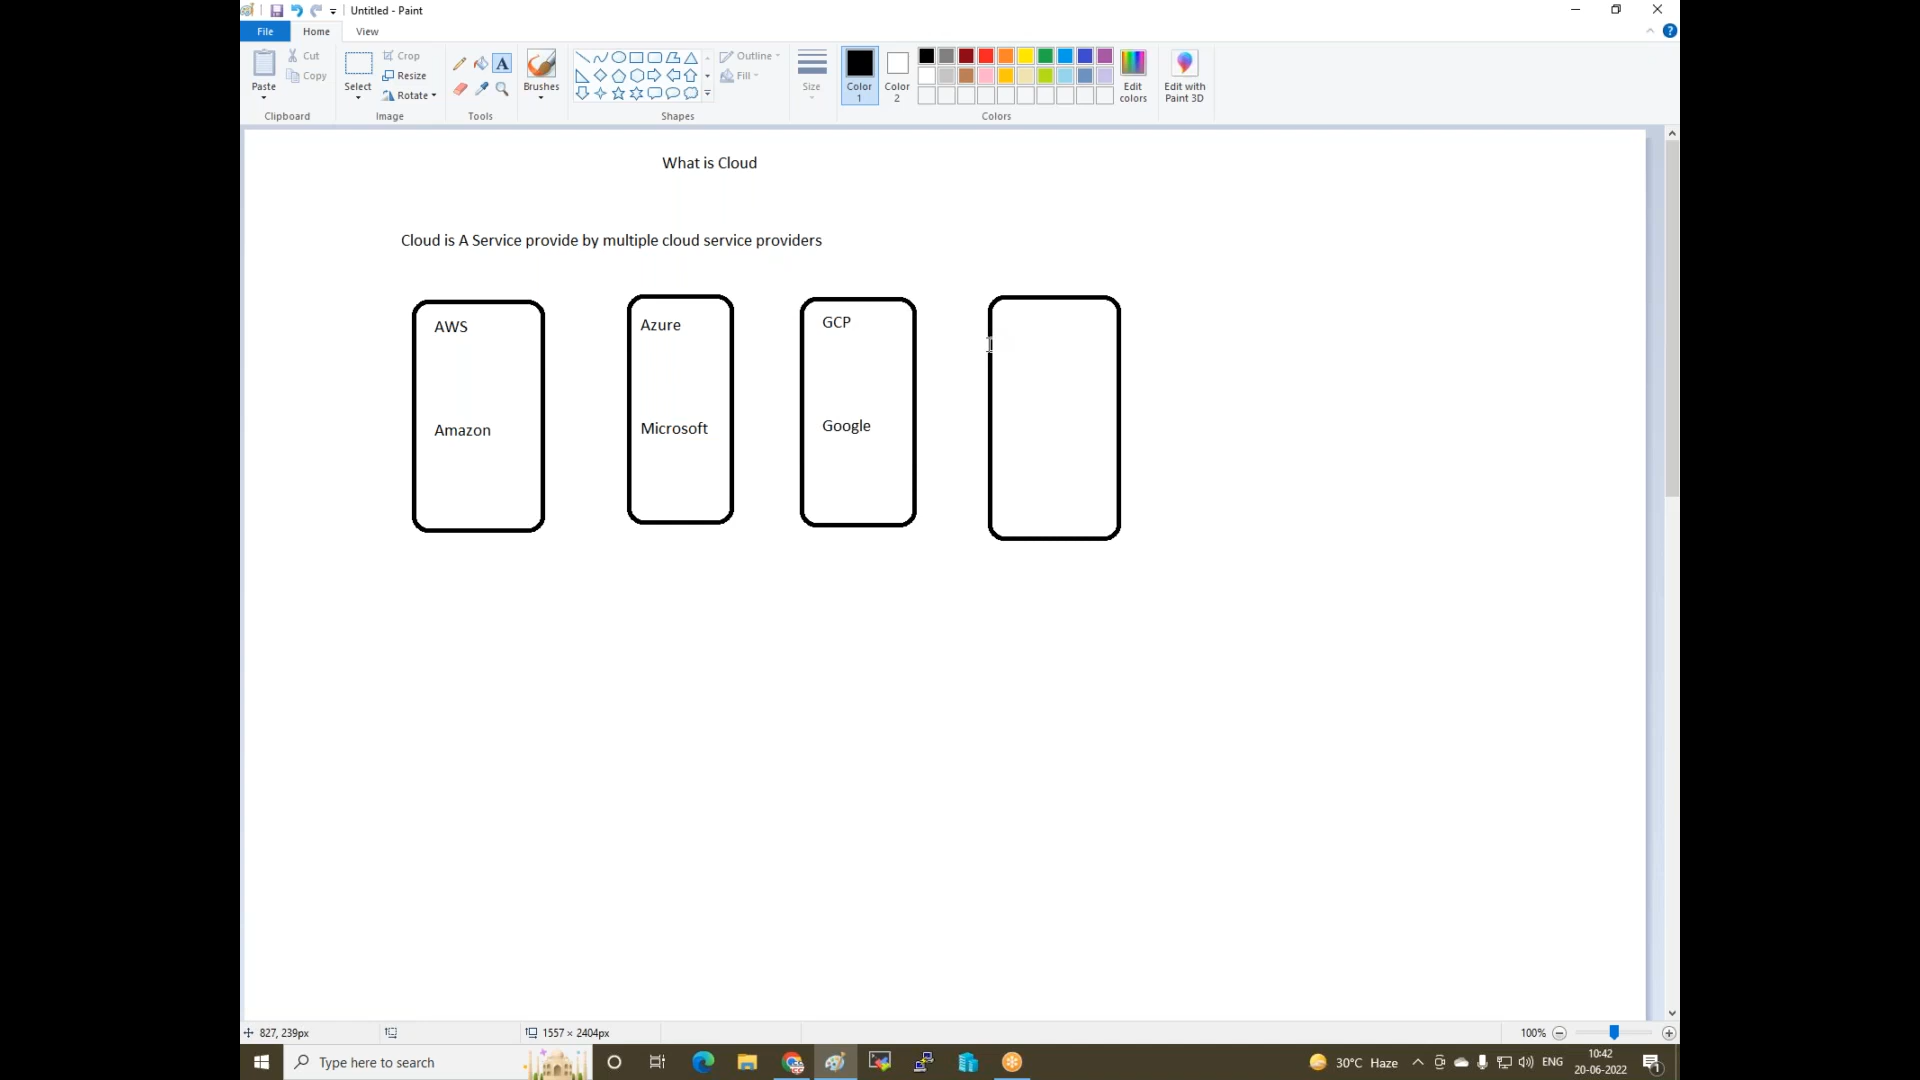 Untitled - Paint
File Home View
Paste
Cut
Copy
Clipboard
Select
Crop
Resize
Rotate
Image
Tools
Brushes
Shapes
Outline
Fill
Size
Color 1
Color 2
Colors
Edit colors
Edit with Paint 3D
What is Cloud
Cloud is A Service provide by multiple cloud service providers
AWS Azure GCP
Amazon Microsoft Google
827, 239px 1557 × 2404px 100%
Type here to search 30°C Haze ENG 10:42
20-06-2022
1